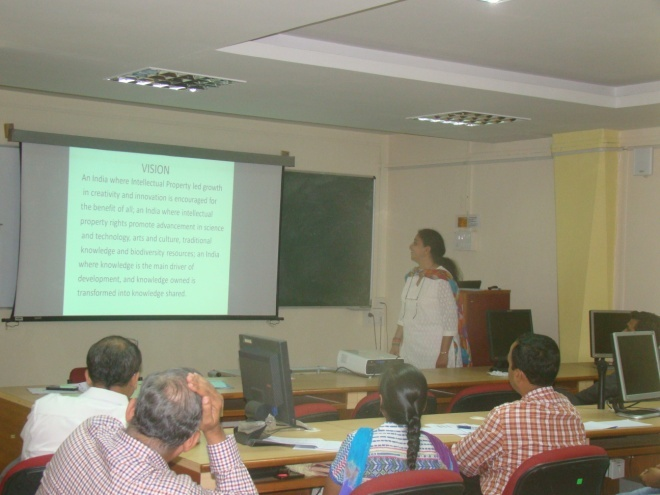 VISION
An India where Intellectual Property led growth
in creativity and innovation is encouraged for
the benefit of all; an India where intellectual
property rights promote advancement in science
and technology, arts and culture, traditional
knowledge and biodiversity resources; an India
where knowledge is the main driver of
development, and knowledge owned is
transformed into knowledge shared.